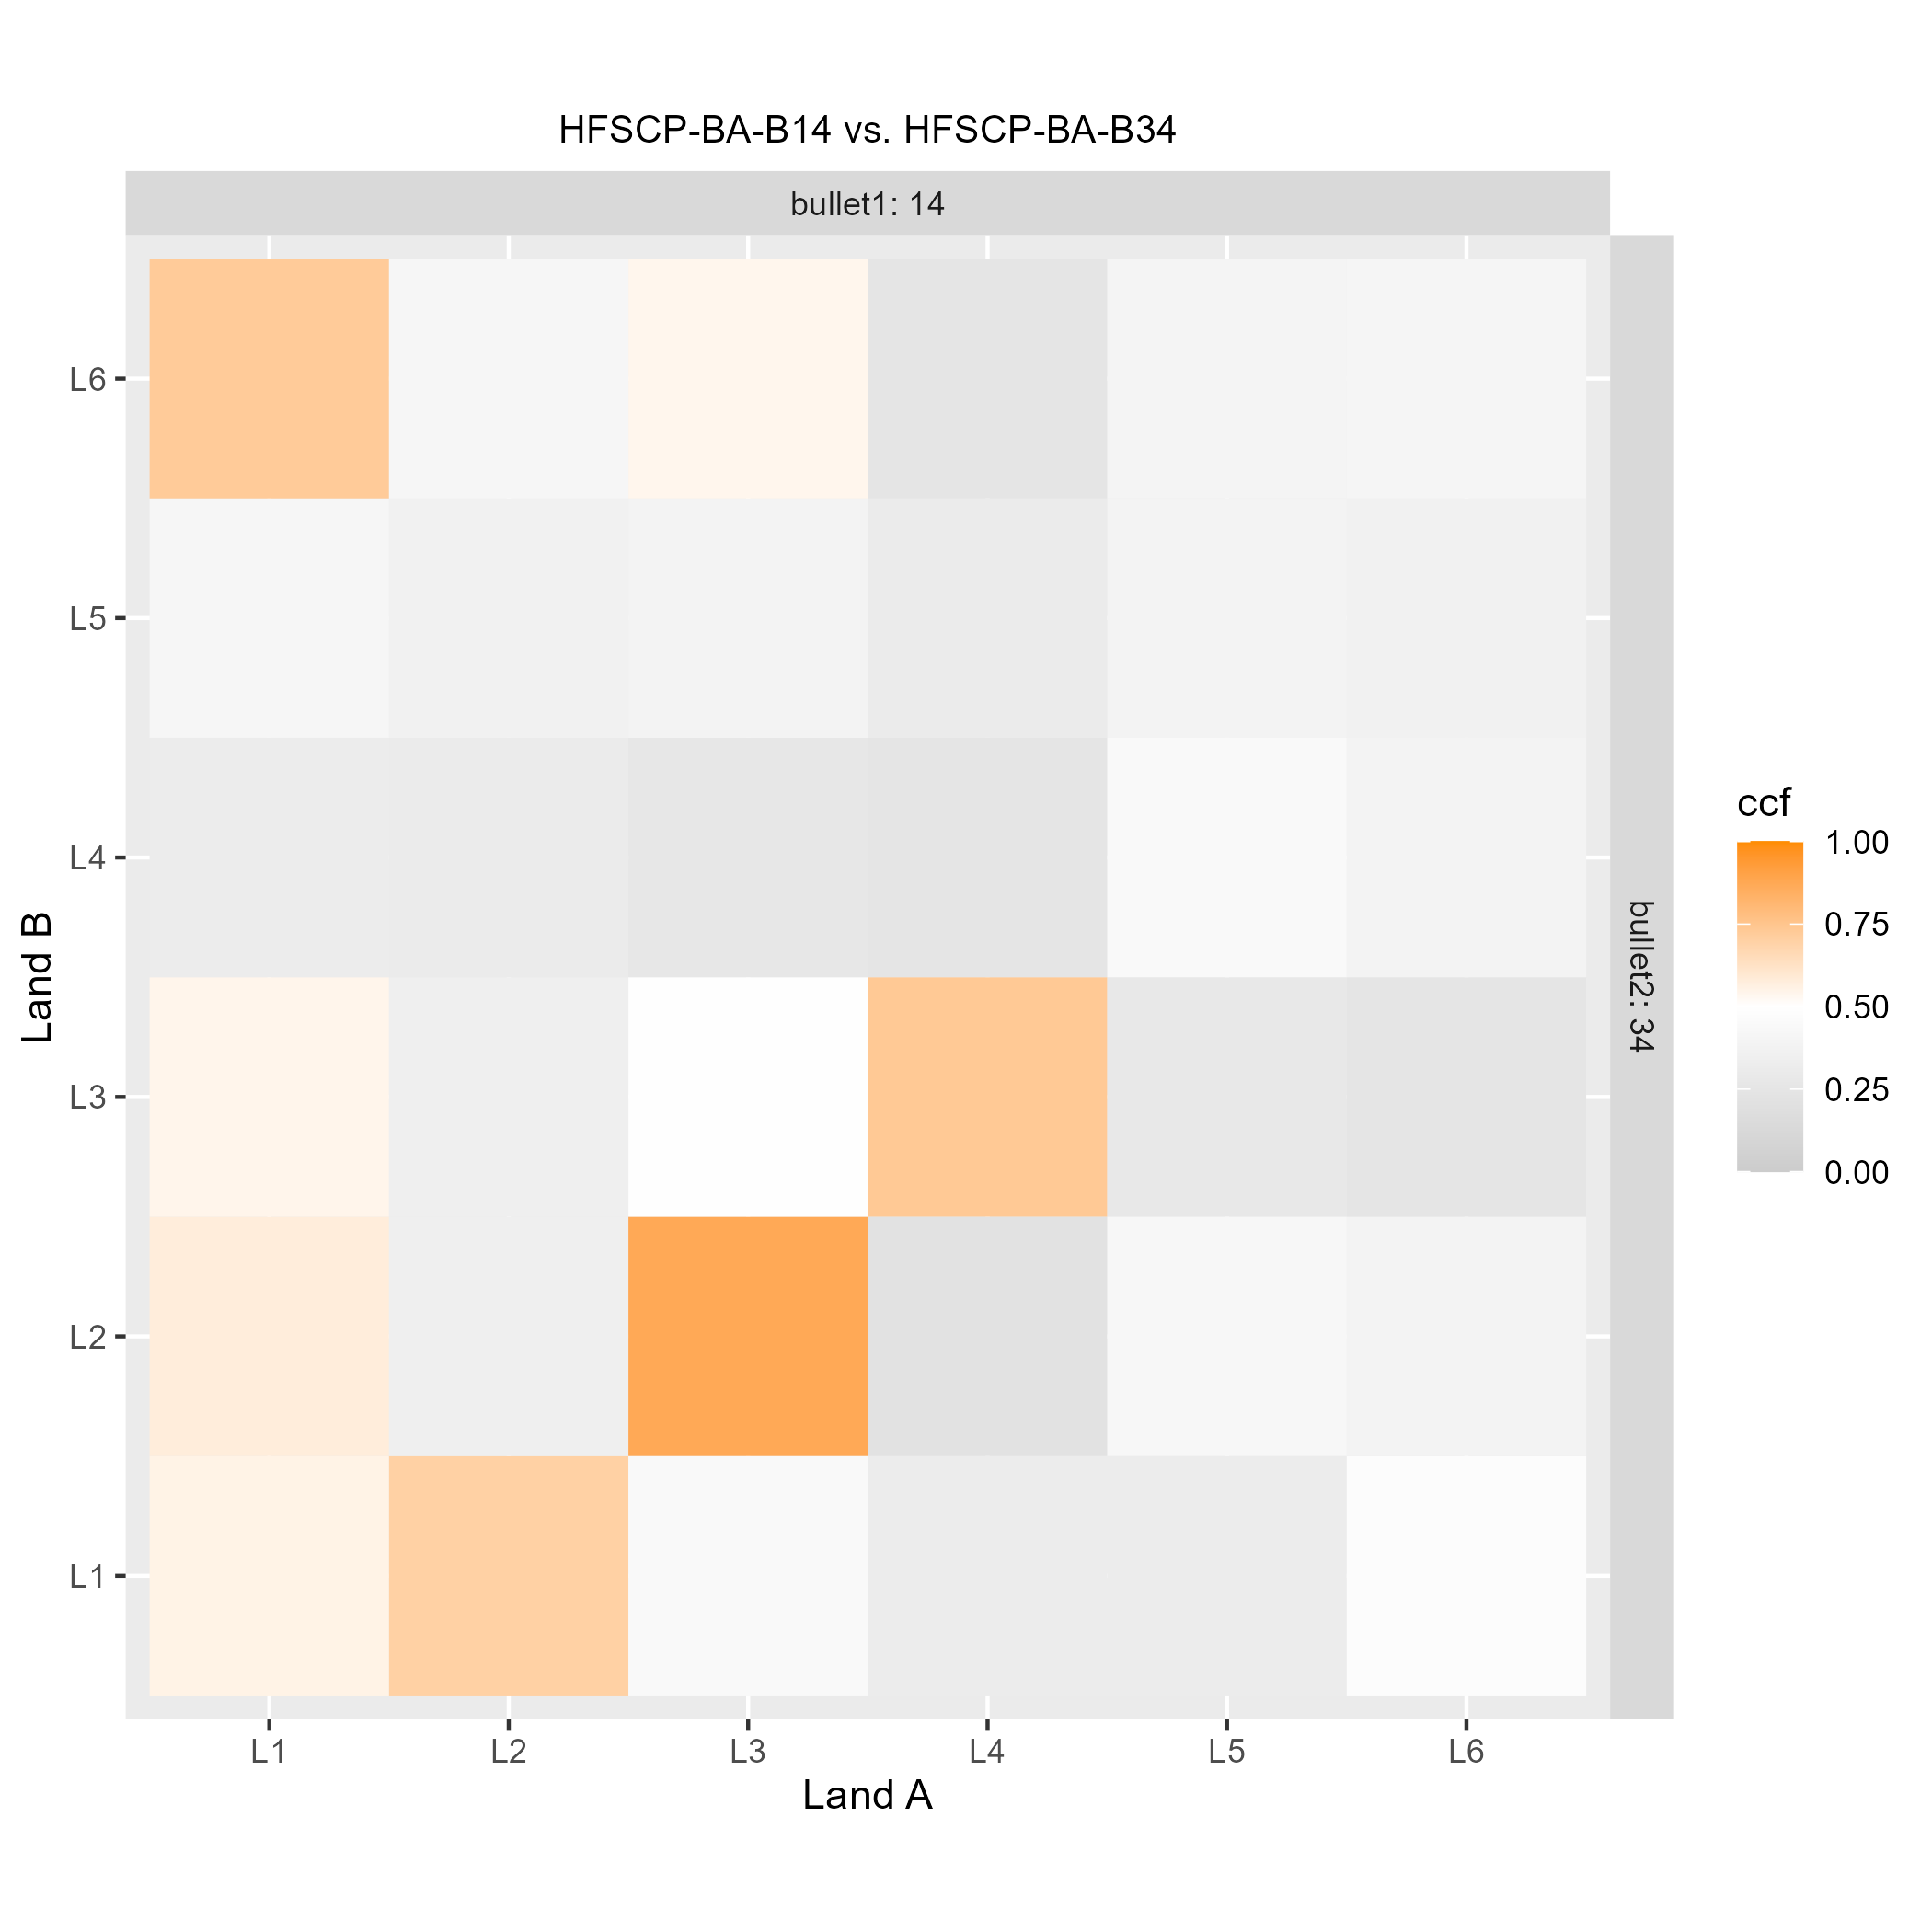 HFSCP-BA-B14 vs. HFSCP-BA-B34
bullet1: 14
bullet2: 34
Land B
L6
L5
L4
L3
L2
L1
L1 L2 L3 L4 L5 L6
Land A
ccf
1.00
0.75
0.50
0.25
0.00